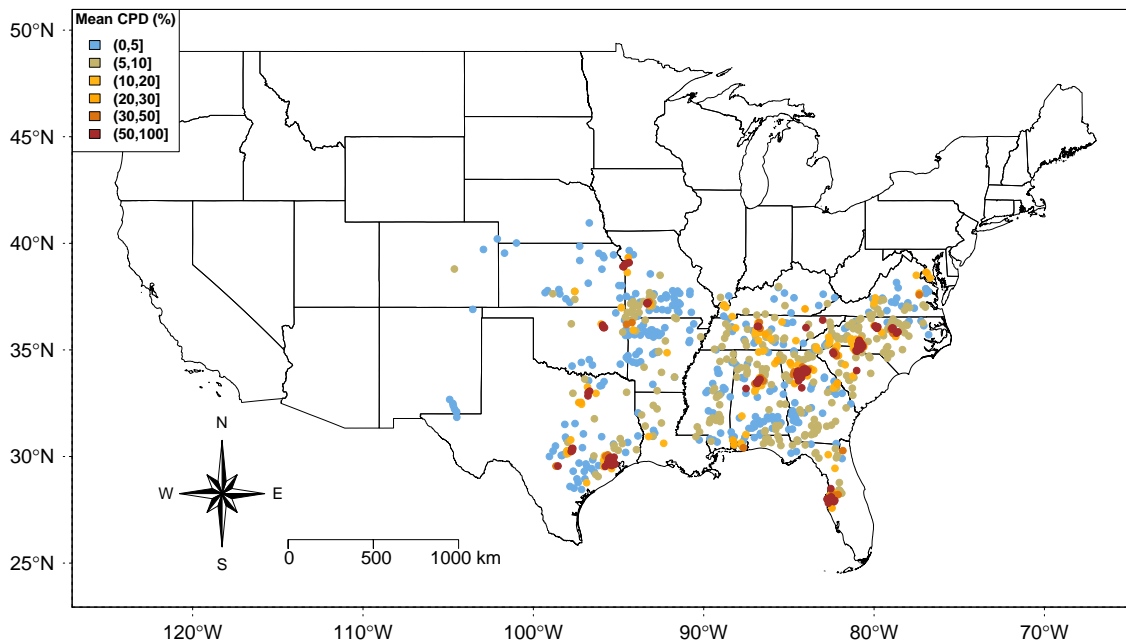 Mean CPD (%)
(0,5]
(5,10]
(10,20]
(20,30]
(30,50]
(50,100]
50°N
45°N
40°N
35°N
30°N
25°N
N
W E
S
0 500 1000 km
120°W 110°W 100°W 90°W 80°W 70°W